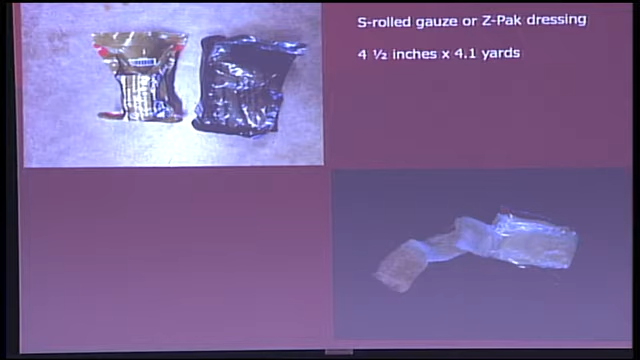 S-rolled gauze or Z-Pak dressing
4 ½ inches x 4.1 yards